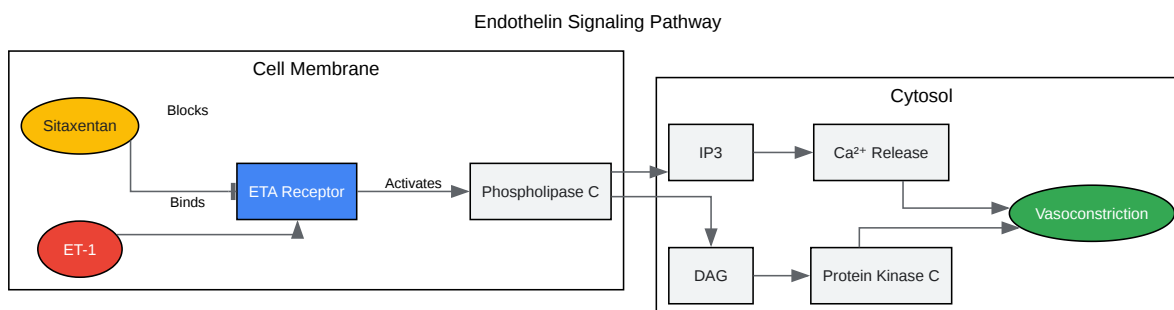 Endothelin Signaling Pathway
Cell Membrane
Sitaxentan
Blocks
ETA Receptor
Binds
ET-1
Activates
Phospholipase C
Cytosol
IP3
Ca²⁺ Release
DAG
Protein Kinase C
Vasoconstriction